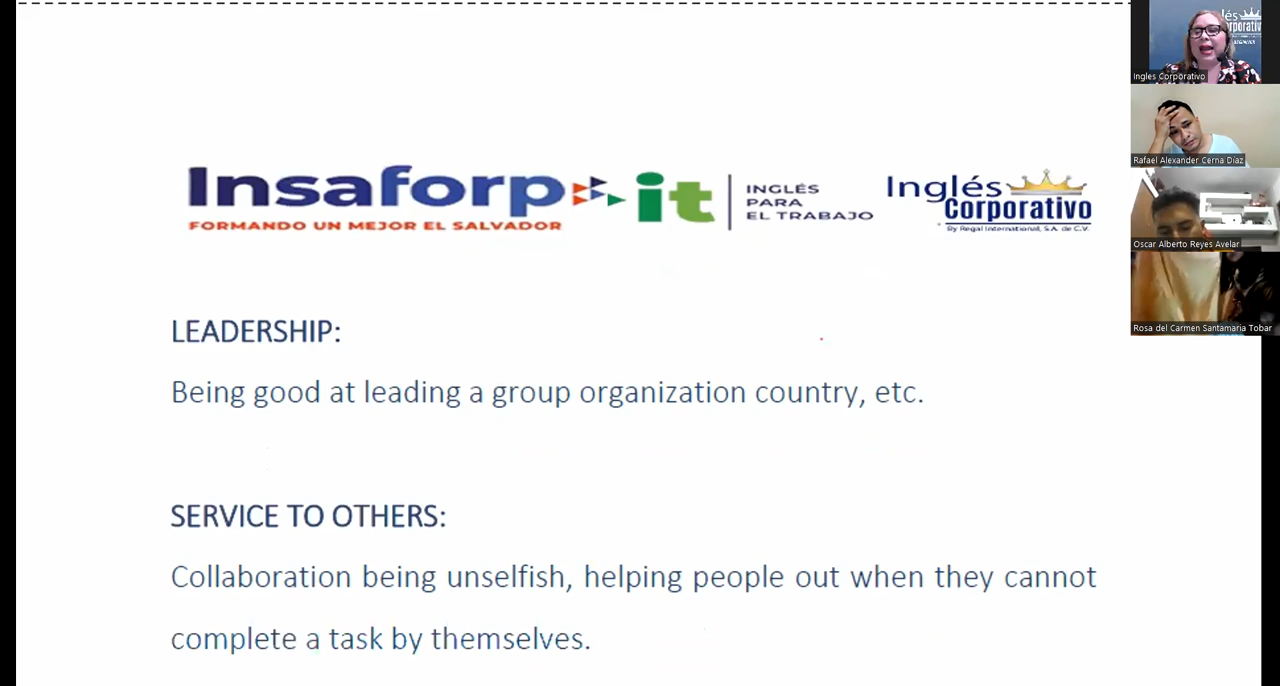 Insaforp
FORMANDO UN MEJOR EL SALVADOR
it
INGLÉS
PARA
EL TRABAJO
Inglés
Corporativo
By Regal International, S.A. de C.V.
LEADERSHIP:
Being good at leading a group organization country, etc.
SERVICE TO OTHERS:
Collaboration being unselfish, helping people out when they cannot
complete a task by themselves.
Ingles Corporativo
Rafael Alexander Cerna Diaz
Oscar Alberto Reyes Avelar
Rosa del Carmen Santamaria Tobar